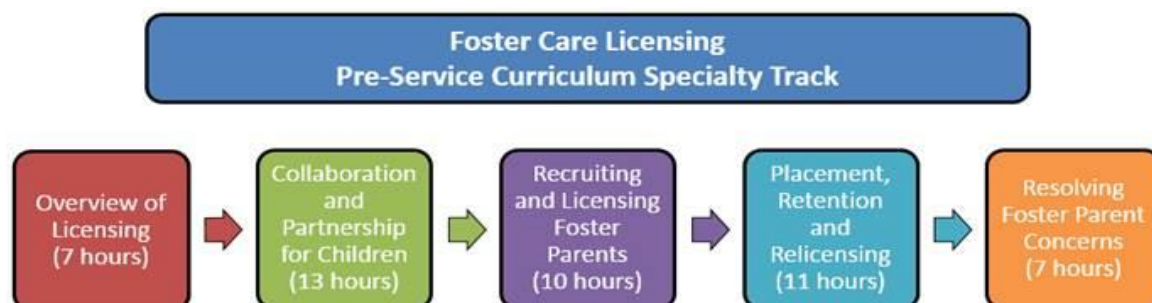 Foster Care Licensing
Pre-Service Curriculum Specialty Track
Overview of
Licensing
(7 hours)
Collaboration
and
Partnership
for Children
(13 hours)
Recruiting
and Licensing
Foster
Parents
(10 hours)
Placement,
Retention
and
Relicensing
(11 hours)
Resolving
Foster Parent
Concerns
(7 hours)